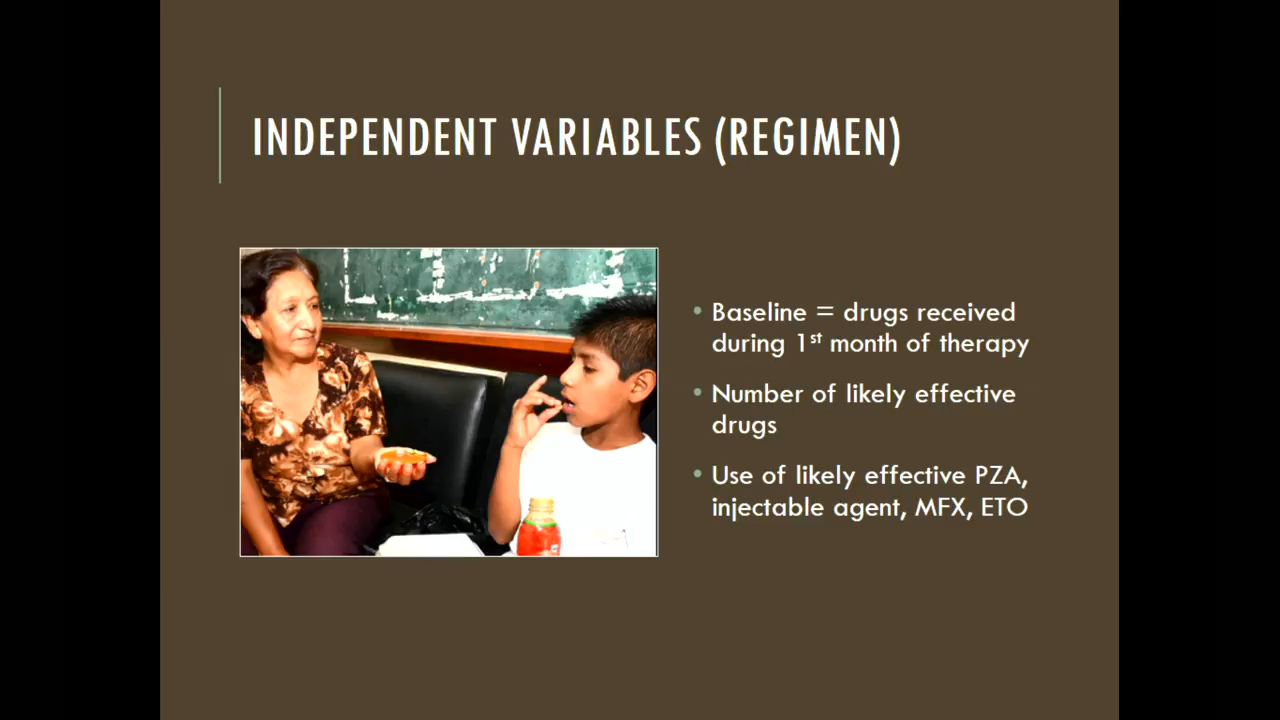 INDEPENDENT VARIABLES (REGIMEN)
• Baseline = drugs received
during 1st month of therapy
• Number of likely effective
drugs
• Use of likely effective PZA,
injectable agent, MFX, ETO